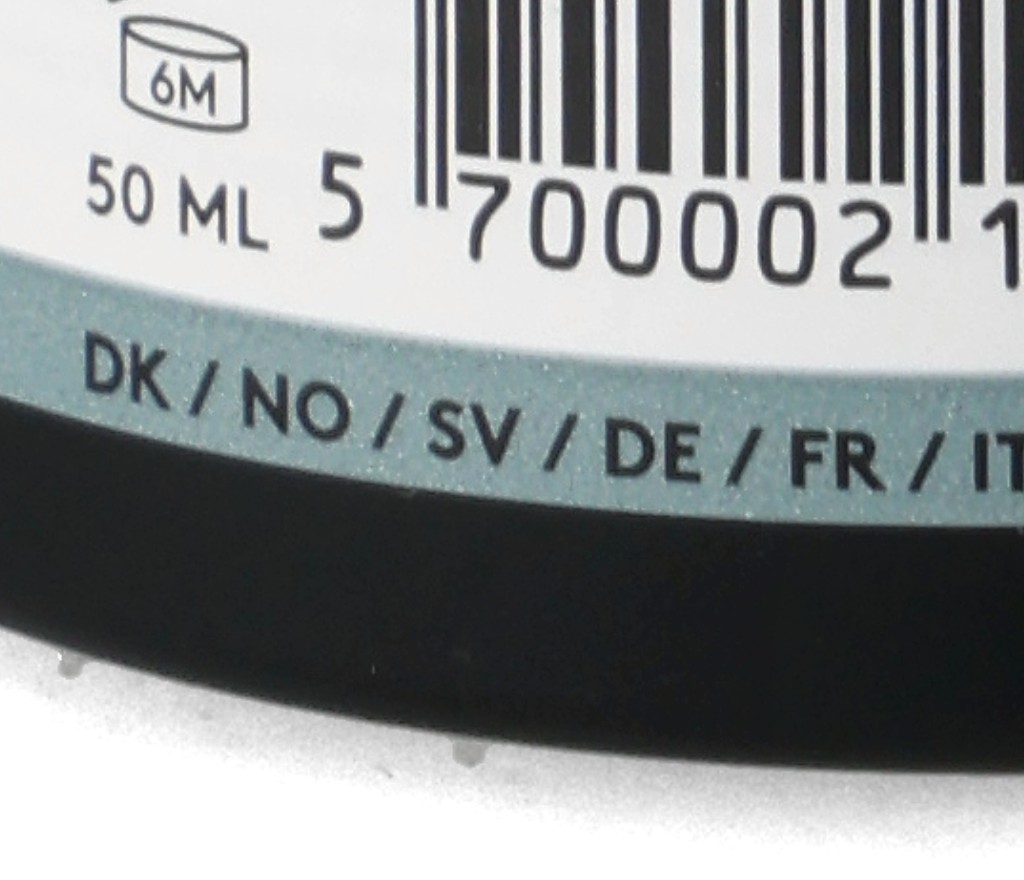 6M
50 ML
5 700002 1
DK / NO / SV / DE / FR / IT